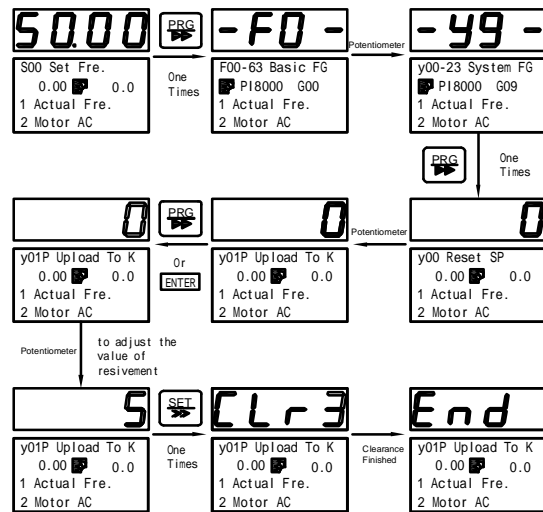 50.00
PRG
-F0-
Potentiometer
-y9-
S00 Set Fre.
0.00 0.0
1 Actual Fre.
2 Motor AC
One
Times
F00-63 Basic FG
PI8000 G00
1 Actual Fre.
2 Motor AC
y00-23 System FG
PI8000 G09
1 Actual Fre.
2 Motor AC
PRG
One
Times
0
PRG
0
Potentiometer
0
y01P Upload To K
0.00 0.0
1 Actual Fre.
2 Motor AC
Or
ENTER
y01P Upload To K
0.00 0.0
1 Actual Fre.
2 Motor AC
y00 Reset SP
0.00 0.0
1 Actual Fre.
2 Motor AC
Potentiometer
to adjust the
value of
resivement
5
SET
CLr3
End
y01P Upload To K
0.00 0.0
1 Actual Fre.
2 Motor AC
One
Times
y01P Upload To K
0.00 0.0
1 Actual Fre.
2 Motor AC
Clearance
Finished
y01P Upload To K
0.00 0.0
1 Actual Fre.
2 Motor AC